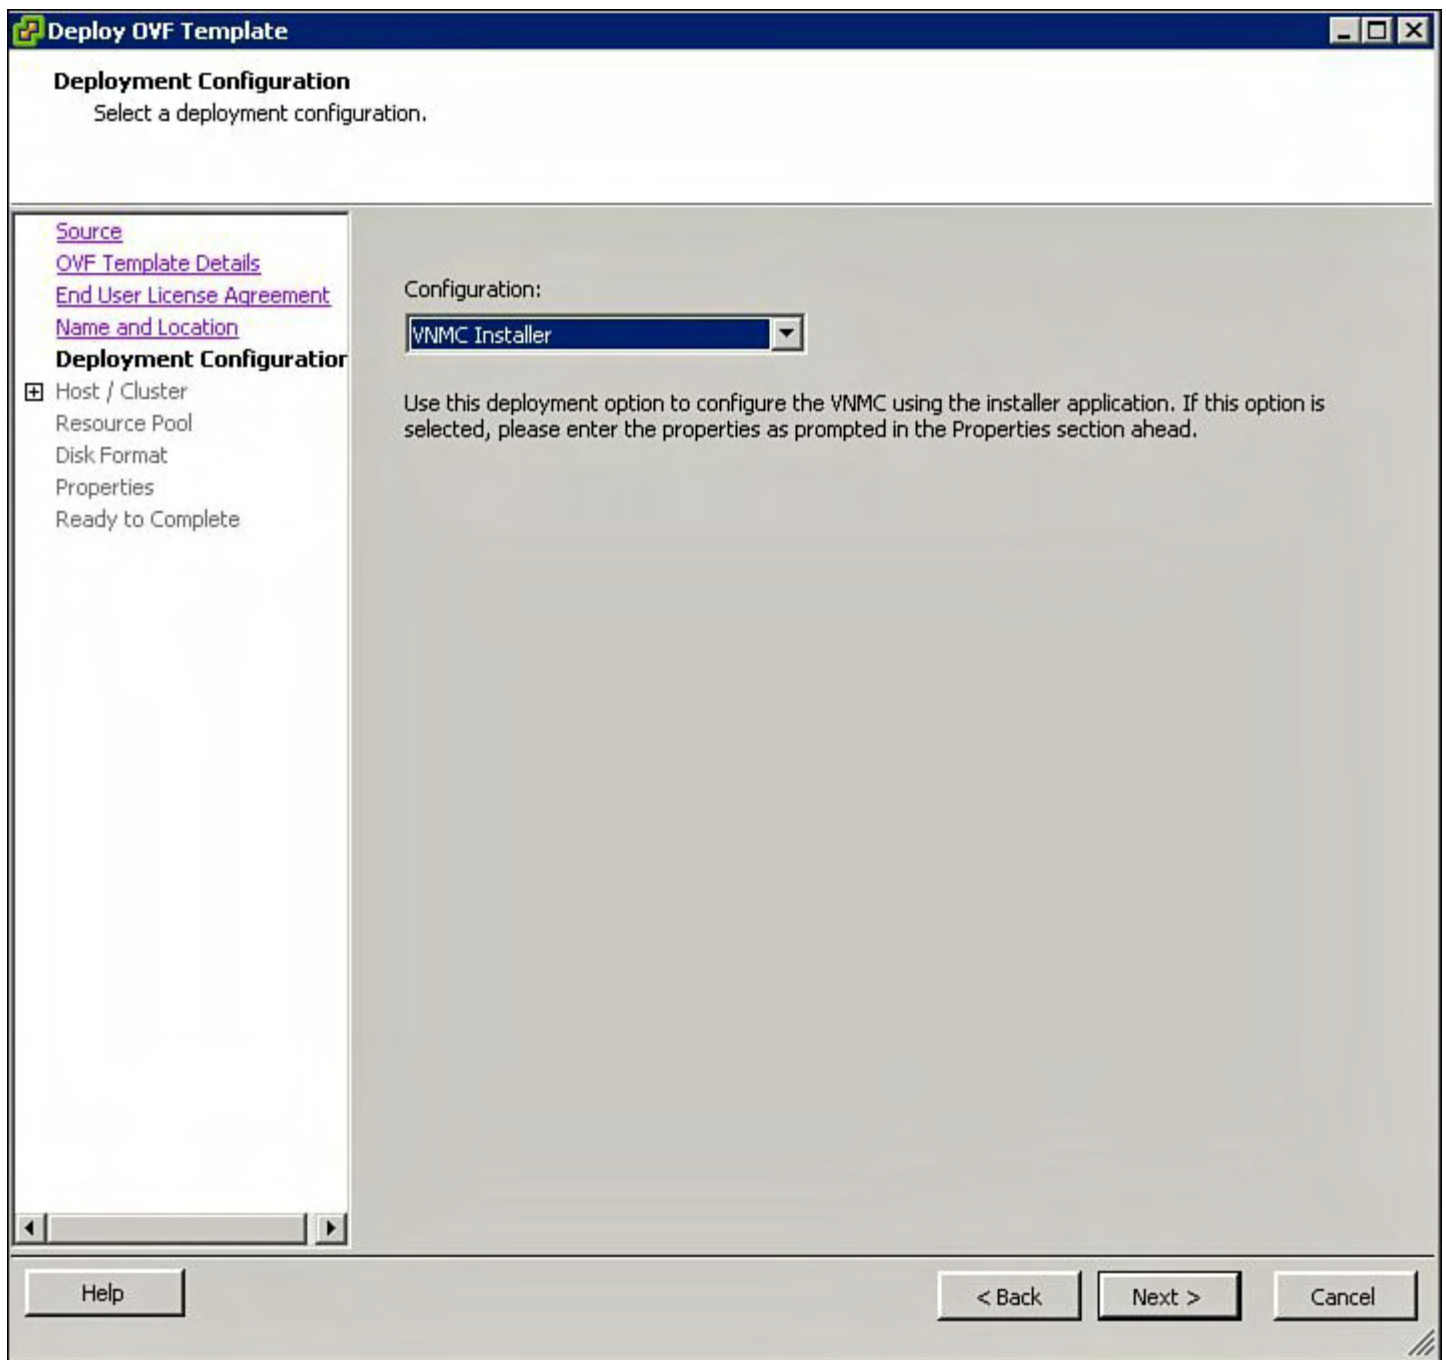 Deploy OVF Template
Deployment Configuration
Select a deployment configuration.
Source
OVF Template Details
End User License Agreement
Name and Location
Deployment Configuration
Host / Cluster
Resource Pool
Disk Format
Properties
Ready to Complete
Configuration:
VNMC Installer
Use this deployment option to configure the VNMC using the installer application. If this option is
selected, please enter the properties as prompted in the Properties section ahead.
Help
< Back
Next >
Cancel